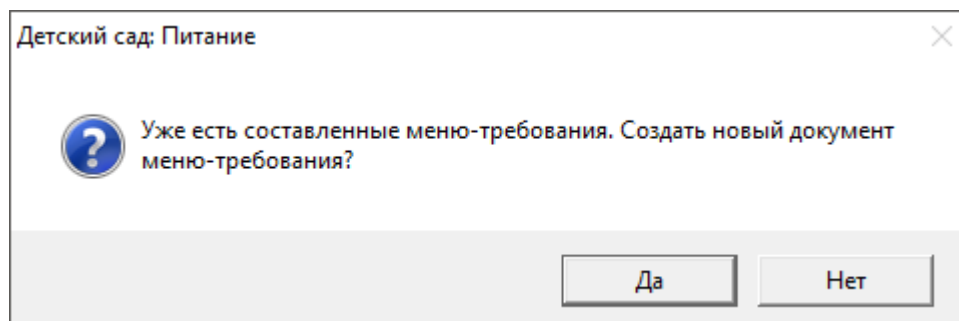 Детский сад: Питание
Уже есть составленные меню-требования. Создать новый документ
меню-требования?
Да
Нет